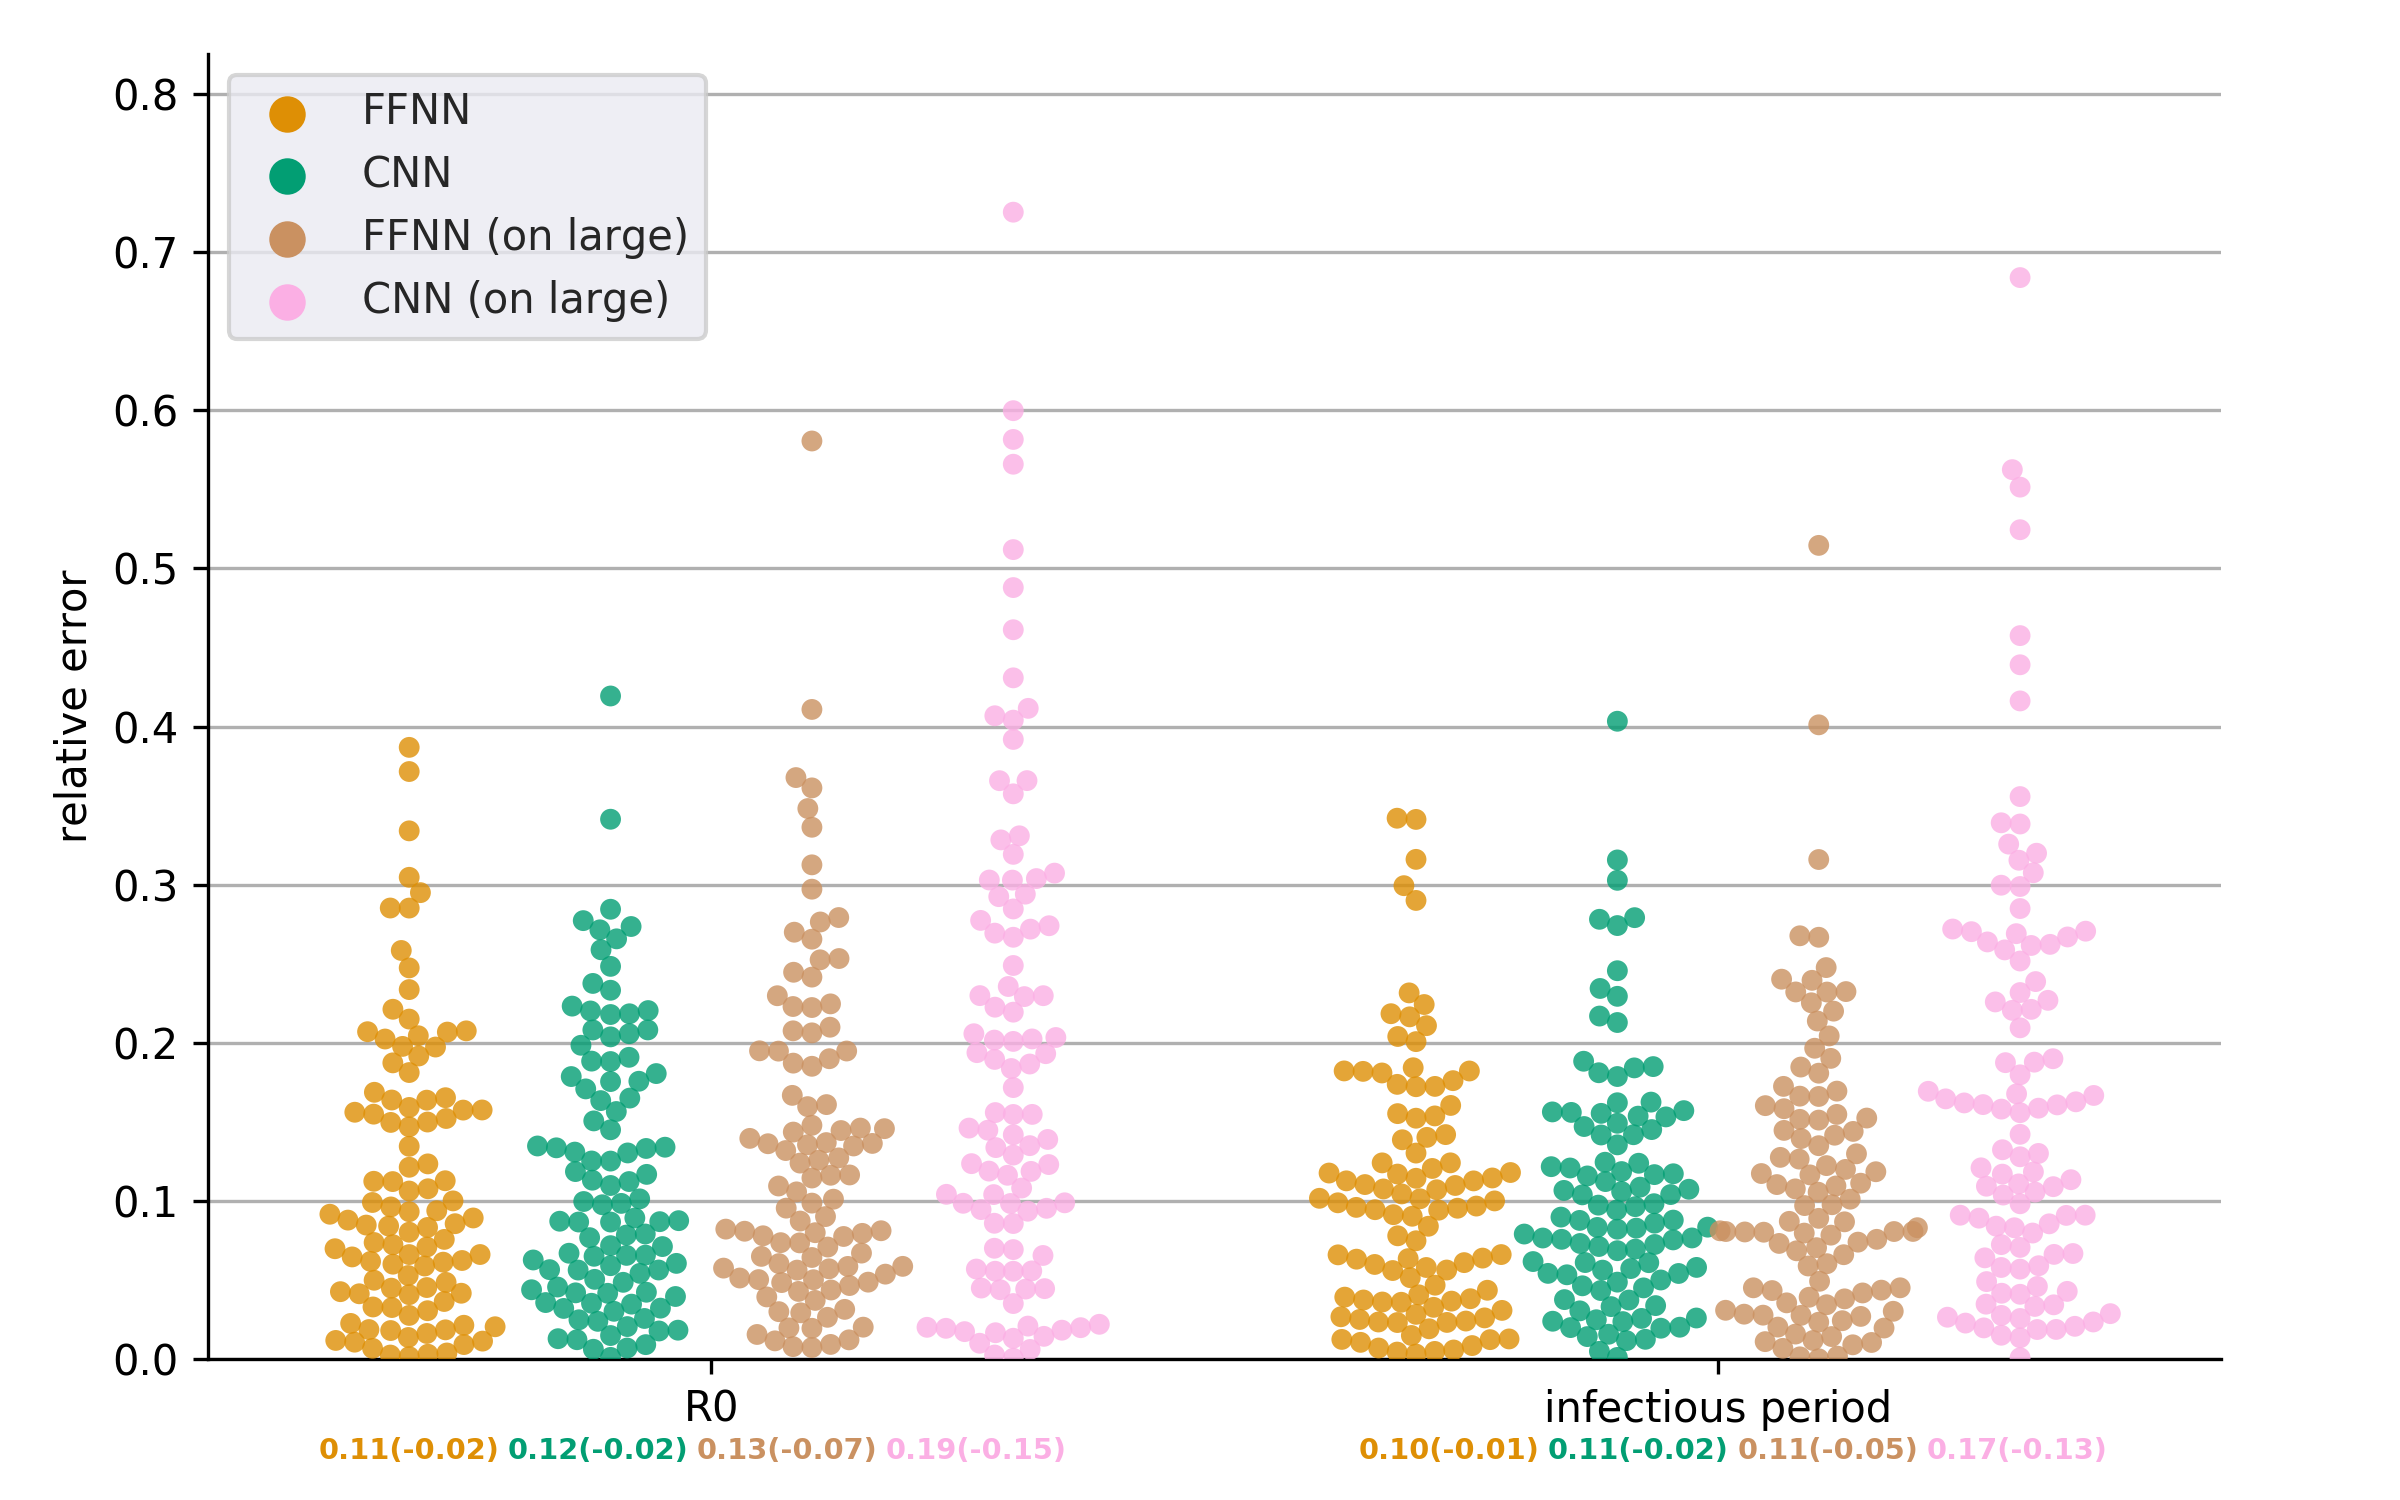 FFNN
CNN
FFNN (on large)
CNN (on large)
relative error
0.8
0.7
0.6
0.5
0.4
0.3
0.2
0.1
0.0
R0
infectious period
0.11(-0.02) 0.12(-0.02) 0.13(-0.07) 0.19(-0.15)
0.10(-0.01) 0.11(-0.02) 0.11(-0.05) 0.17(-0.13)